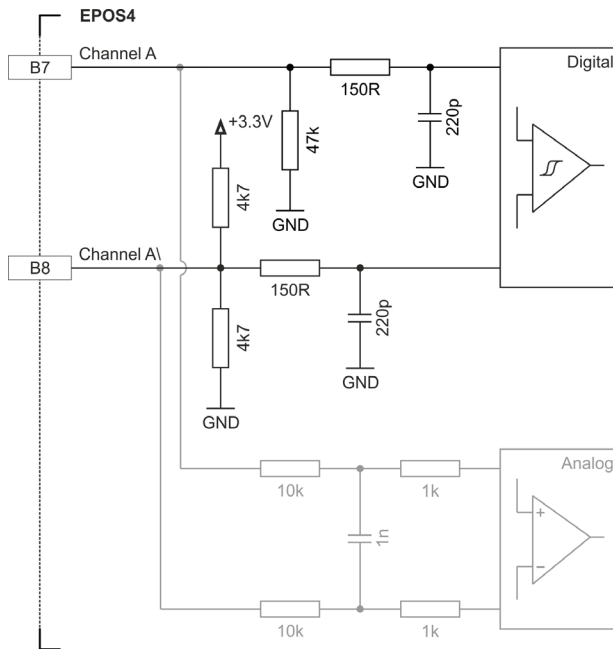 EPOS4
Channel A
B7
Digital
150R
220p
+3.3V
47k
GND
4k7
GND
Channel A\
B8
150R
220p
4k7
GND
GND
Analog
10k
1k
1n
+
−
10k
1k